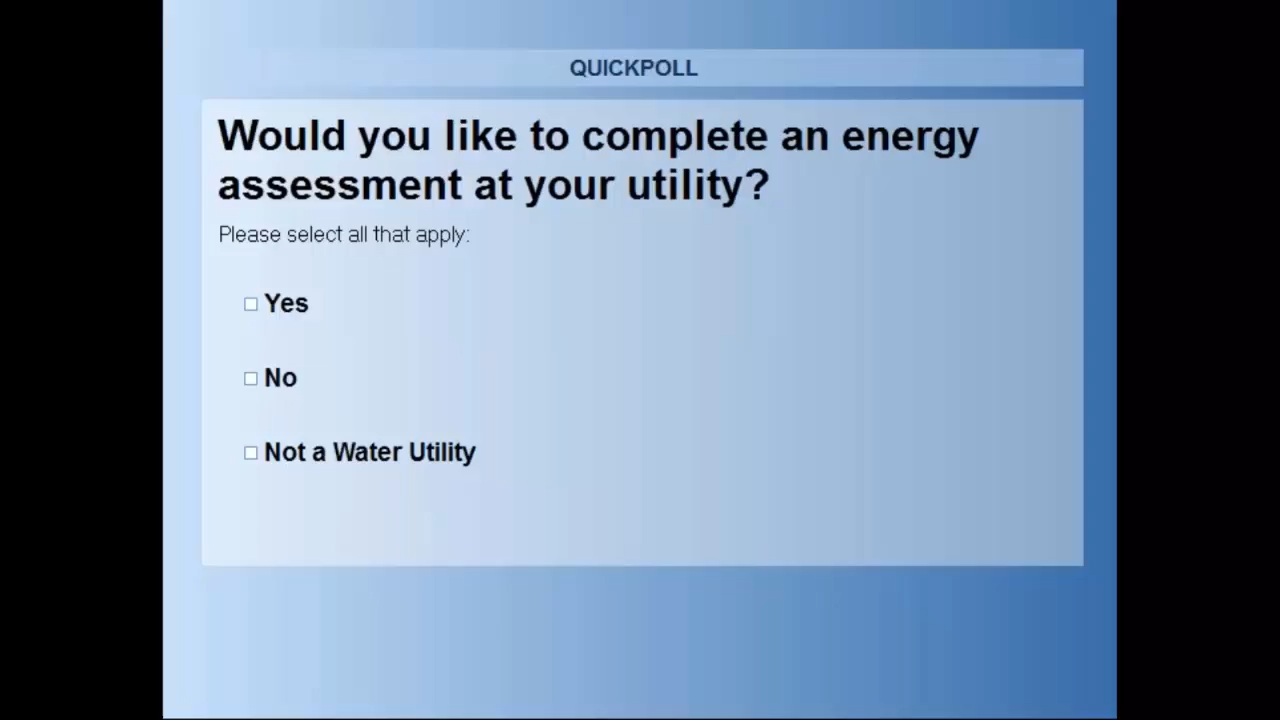 QUICKPOLL
Would you like to complete an energy
assessment at your utility?
Please select all that apply:
Yes
No
Not a Water Utility